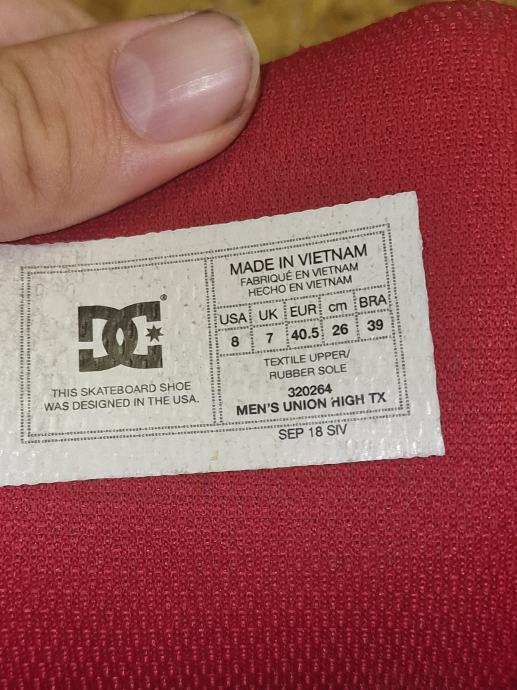 DC®
THIS SKATEBOARD SHOE
WAS DESIGNED IN THE USA.
MADE IN VIETNAM
FABRIQUÉ EN VIETNAM
HECHO EN VIETNAM
USA UK EUR cm BRA
8 7 40.5 26 39
TEXTILE UPPER/
RUBBER SOLE
320264
MEN'S UNION HIGH TX
SEP 18 SIV